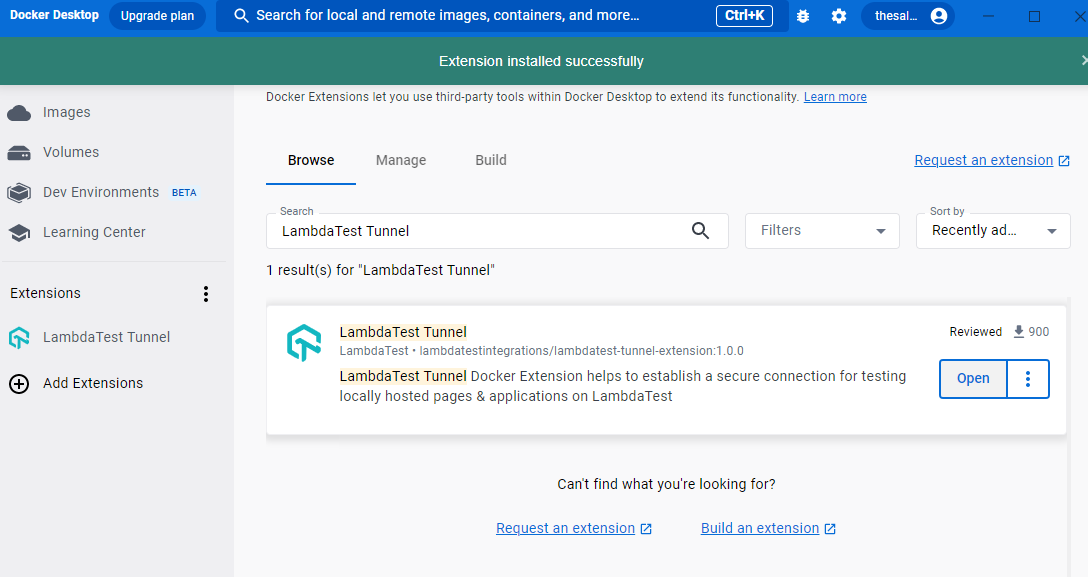 Docker Desktop
Upgrade plan
Search for local and remote images, containers, and more...
Ctrl+K
thesal...
Extension installed successfully
Images
Volumes
Dev Environments BETA
Learning Center
Extensions
LambdaTest Tunnel
Add Extensions
Docker Extensions let you use third-party tools within Docker Desktop to extend its functionality. Learn more
Browse
Manage
Build
Request an extension
Search
LambdaTest Tunnel
Filters
Sort by
Recently ad...
1 result(s) for "LambdaTest Tunnel"
LambdaTest Tunnel
Reviewed
900
LambdaTest • lambdatestintegrations/lambdatest-tunnel-extension:1.0.0
LambdaTest Tunnel Docker Extension helps to establish a secure connection for testing
locally hosted pages & applications on LambdaTest
Open
Can't find what you're looking for?
Request an extension
Build an extension